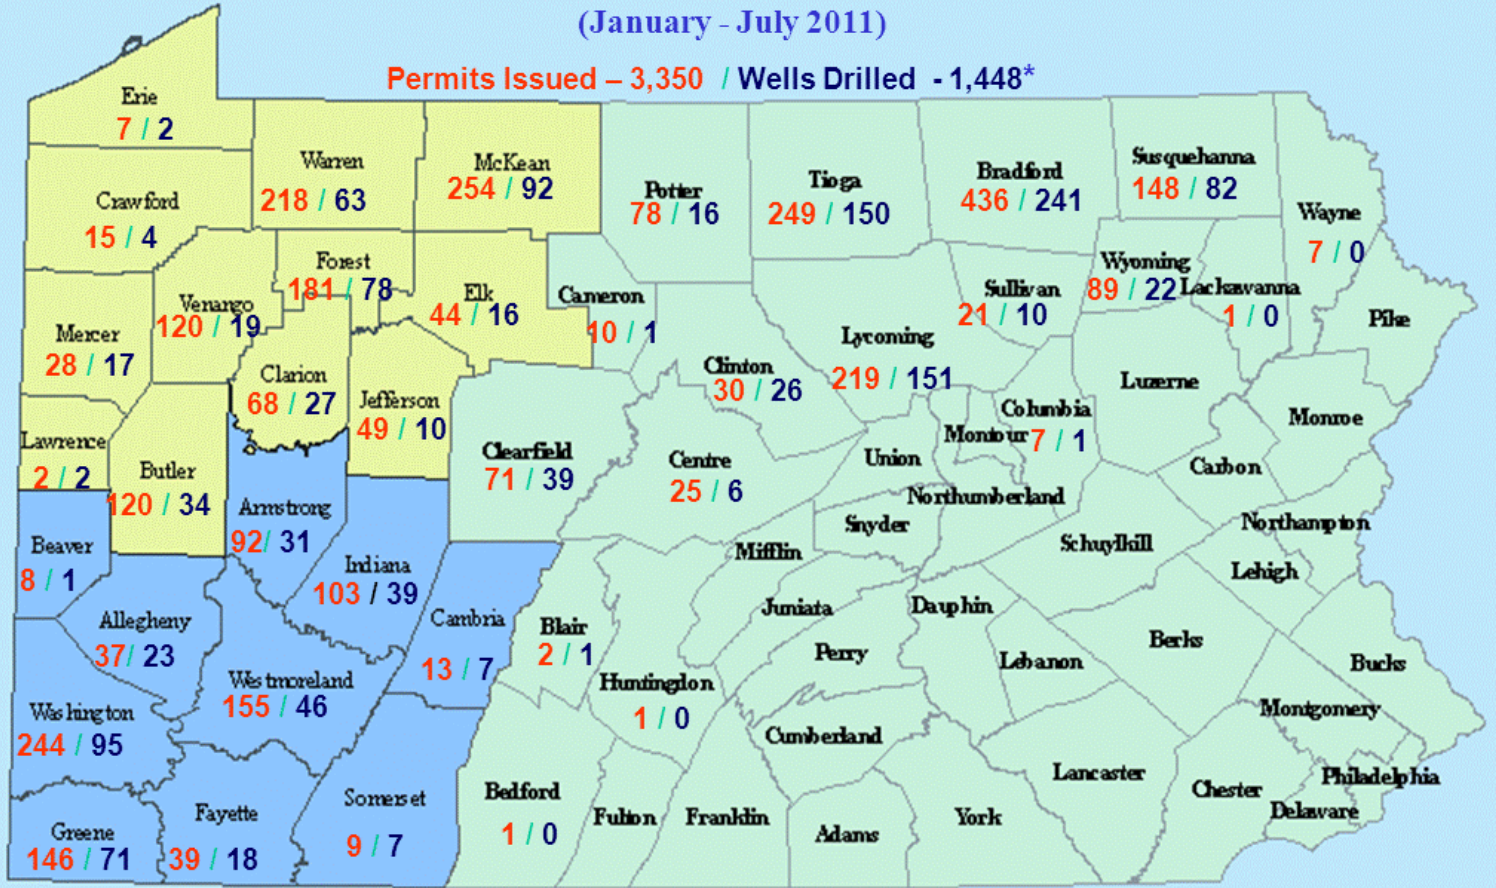 (January - July 2011)
Permits Issued – 3,350 / Wells Drilled - 1,448*
Erie
7 / 2
Warren
218 / 63
McKean
254 / 92
Potter
78 / 16
Tioga
249 / 150
Bradford
436 / 241
Susquehanna
148 / 82
Wayne
7 / 0
Crawford
15 / 4
Forest
181 / 78
Venango
120 / 19
Elk
44 / 16
Cameron
10 / 1
Sullivan
21 / 10
Wyoming
89 / 22
Lackawanna
1 / 0
Pike
Mercer
28 / 17
Clarion
68 / 27
Jefferson
49 / 10
Clinton
30 / 26
Lycoming
219 / 151
Columbia
7 / 1
Montour
Luzerne
Monroe
Lawrence
2 / 2
Butler
120 / 34
Armstrong
92/ 31
Clearfield
71 / 39
Centre
25 / 6
Union
Northumberland
Snyder
Carbon
Northampton
Schuylkill
Lehigh
Beaver
8 / 1
Indiana
103 / 39
Mifflin
Juniata
Dauphin
Allegheny
37/ 23
Cambria
13 / 7
Blair
2 / 1
Perry
Lebanon
Berks
Bucks
Westmoreland
155 / 46
Huntingdon
1 / 0
Washington
244 / 95
Cumberland
Montgomery
Lancaster
Philadelphia
Chester
Delaware
Greene
146 / 71
Fayette
39 / 18
Somerset
9 / 7
Bedford
1 / 0
Fulton
Franklin
Adams
York